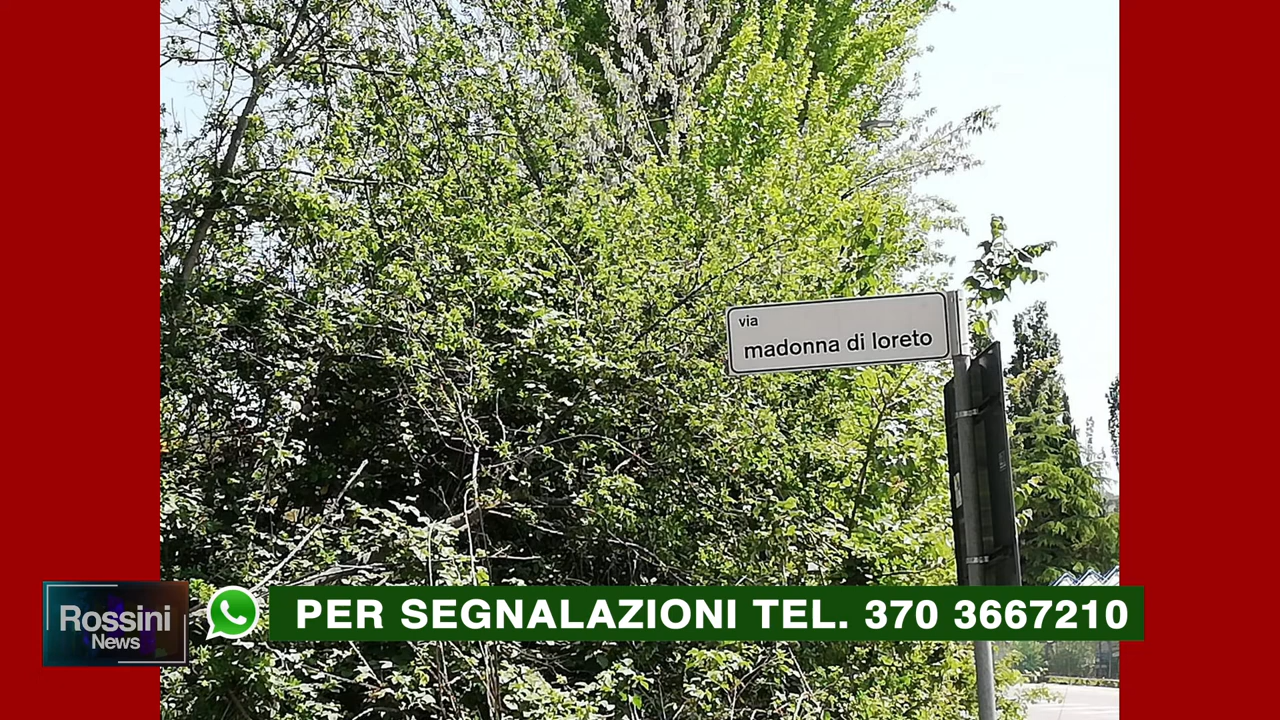 via
madonna di loreto
Rossini
News
PER SEGNALAZIONI TEL. 370 3667210